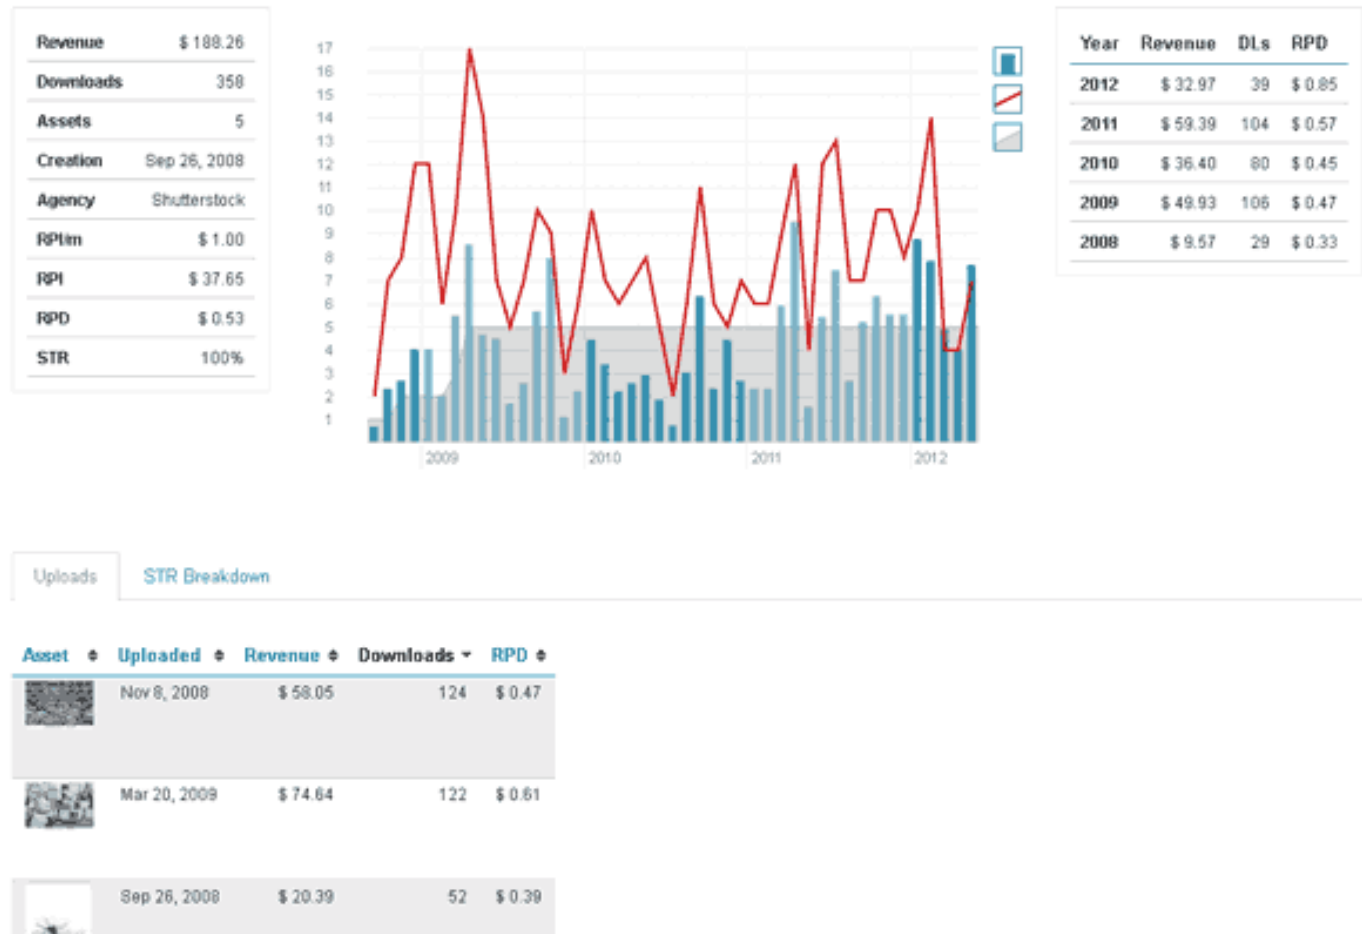 Revenue $ 188.26
Downloads 358
Assets 5
Creation Sep 26, 2008
Agency Shutterstock
RPI/m $ 1.00
RPI $ 37.65
RPD $ 0.53
STR 100%
17
16
15
14
13
12
11
10
9
8
7
6
5
4
3
2
1
2009 2010 2011 2012
Year Revenue DLs RPD
2012 $ 32.97 39 $ 0.85
2011 $ 59.39 104 $ 0.57
2010 $ 36.40 80 $ 0.45
2009 $ 49.93 106 $ 0.47
2008 $ 9.57 29 $ 0.33
Uploads STR Breakdown
Asset Uploaded Revenue Downloads RPD
Nov 8, 2008 $ 58.05 124 $ 0.47
Mar 20, 2009 $ 74.64 122 $ 0.61
Sep 26, 2008 $ 20.39 52 $ 0.39